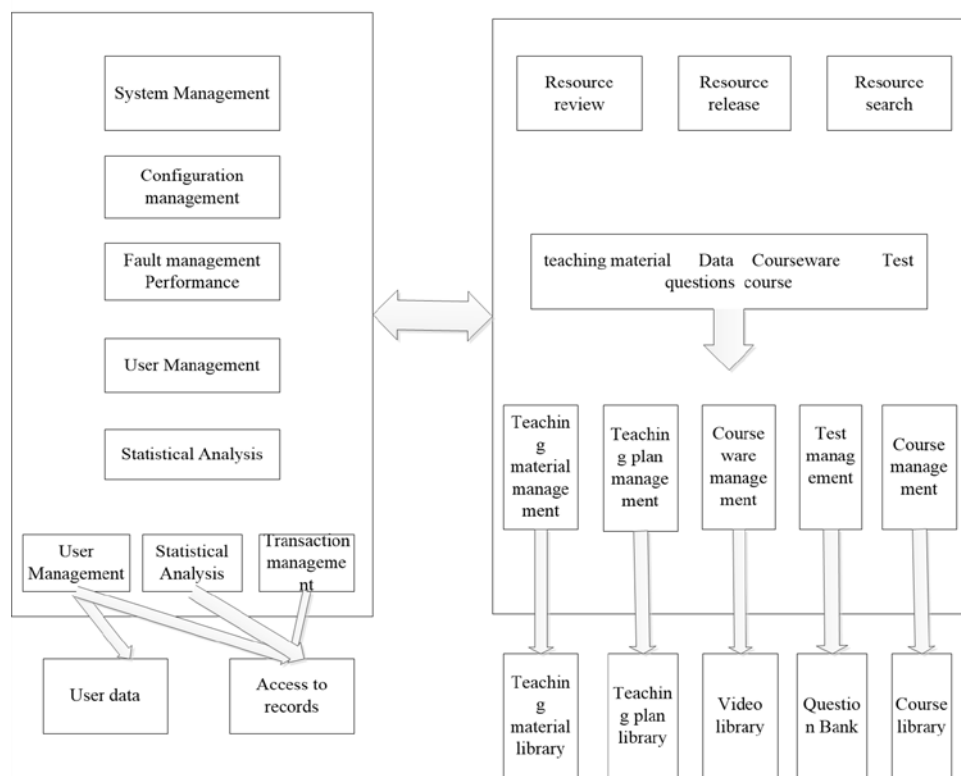 System Management
Configuration
management
Fault management
Performance
User Management
Statistical Analysis
User
Management
Statistical
Analysis
Transaction
manageme
nt
User data
Access to
records
Resource
review
Resource
release
Resource
search
teaching material Data Courseware Test
questions course
Teachin
g
material
manage
ment
Teachin
g plan
manage
ment
Course
ware ma
nagement
Test
manag
ement
Course
manage
ment
Teachin
g
material
library
Teachin
g plan
library
Video
library
Questio
n Bank
Course
library